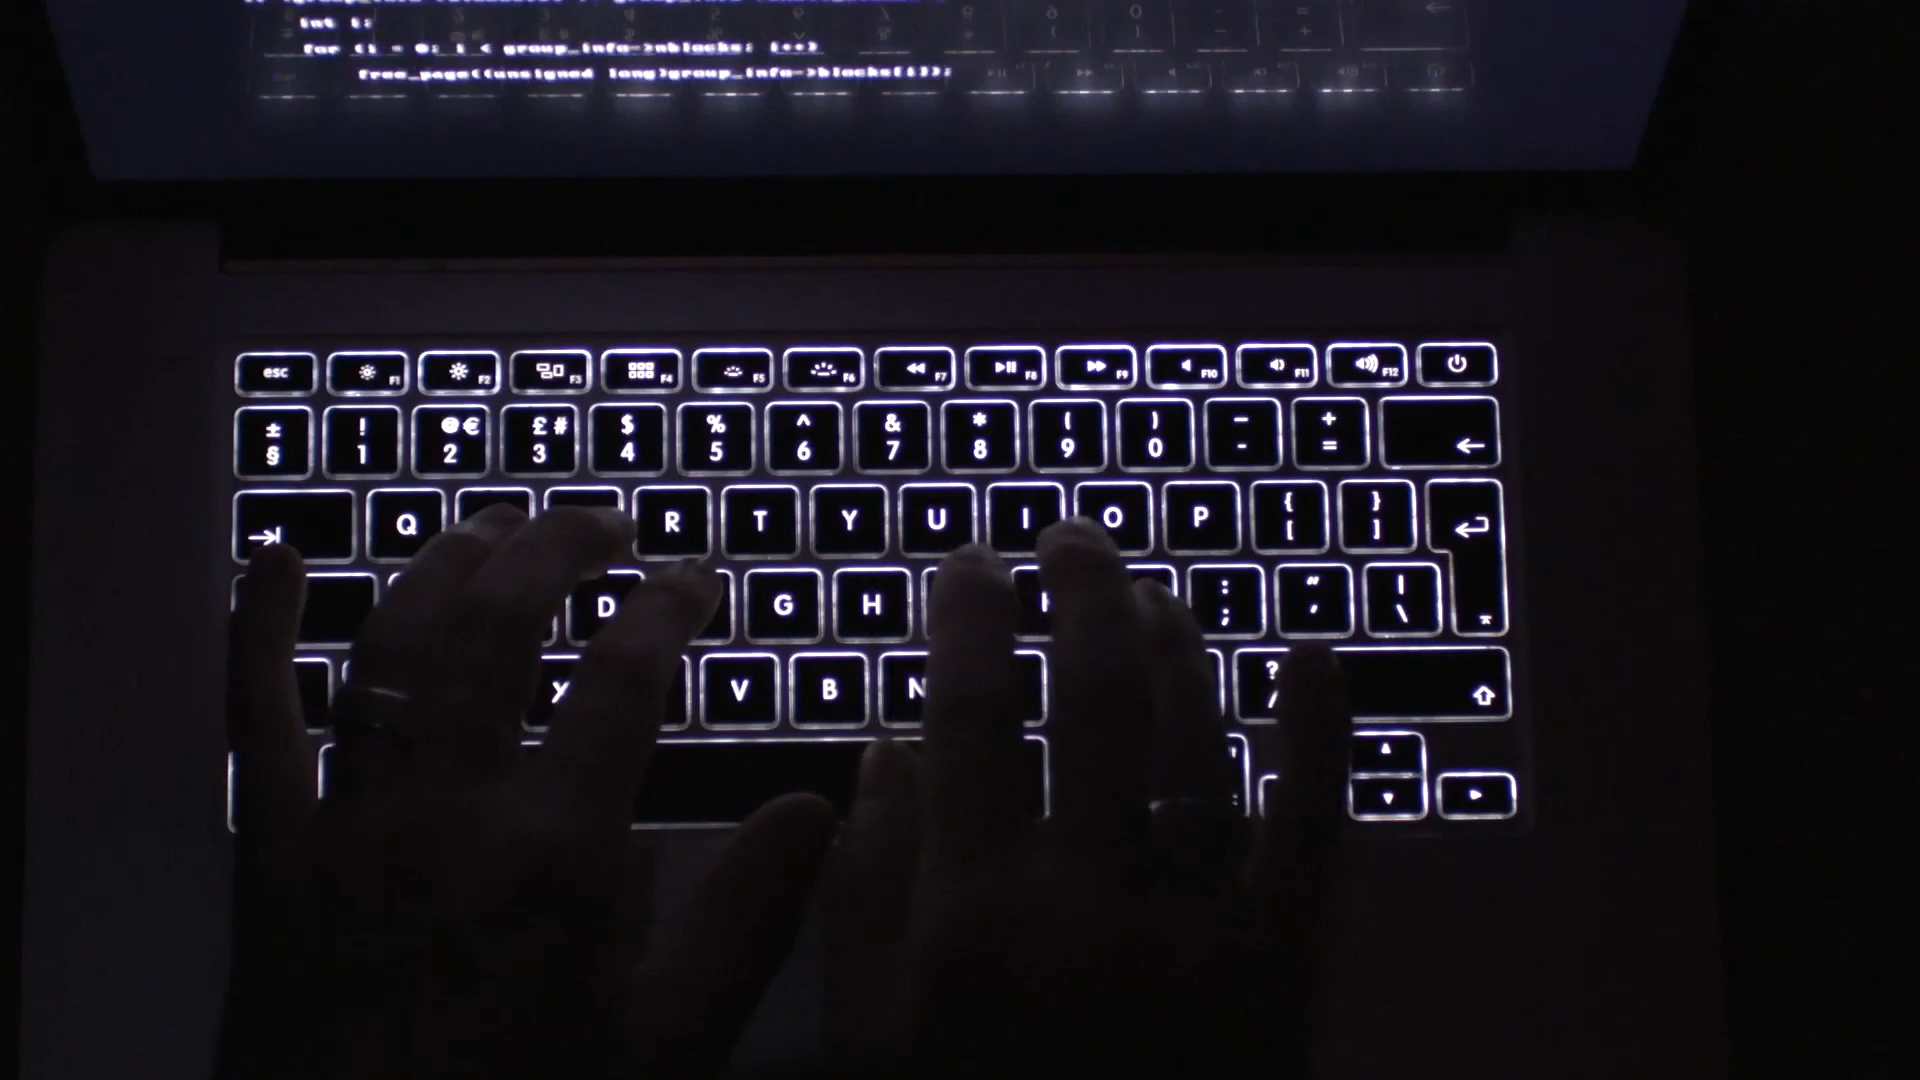 int i;
for (i = 0; i < group_info->nblocks; i++)
free_page((unsigned long)group_info->blocks[i]);
esc F1 F2 F3 F4 F5 F6 F7 F8 F9 F10 F11 F12
± ! @ € £ # $ % ^ & * ( ) – +
§ 1 2 3 4 5 6 7 8 9 0 - =
Q R T Y U I O P { [ } ]
D G H : ; " ' | \
V B N ? /